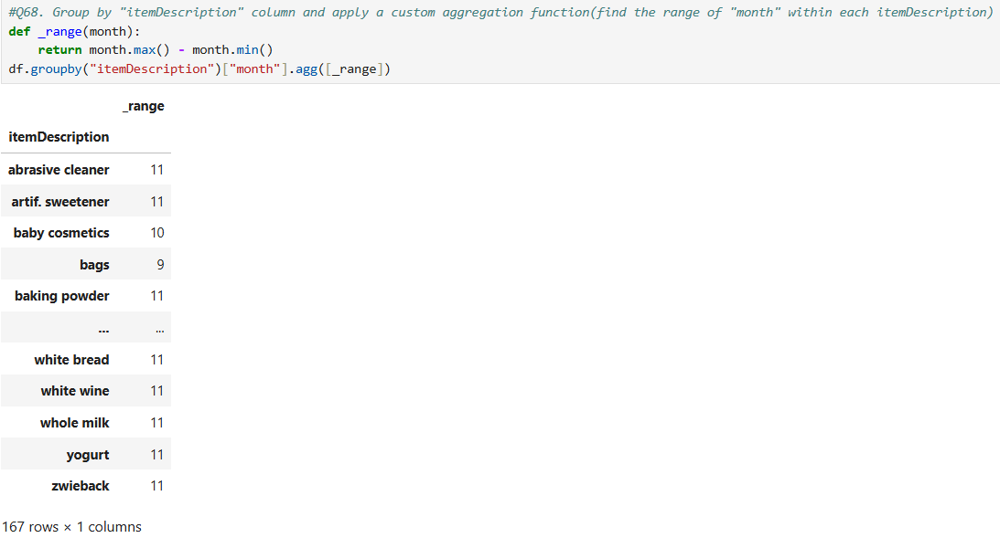 #Q68. Group by "itemDescription" column and apply a custom aggregation function(find the range of "month" within each itemDescription)
def _range(month):
    return month.max() - month.min()
df.groupby("itemDescription")["month"].agg([_range])
_range
itemDescription
abrasive cleaner 11
artif. sweetener 11
baby cosmetics 10
bags 9
baking powder 11
... ...
white bread 11
white wine 11
whole milk 11
yogurt 11
zwieback 11
167 rows × 1 columns